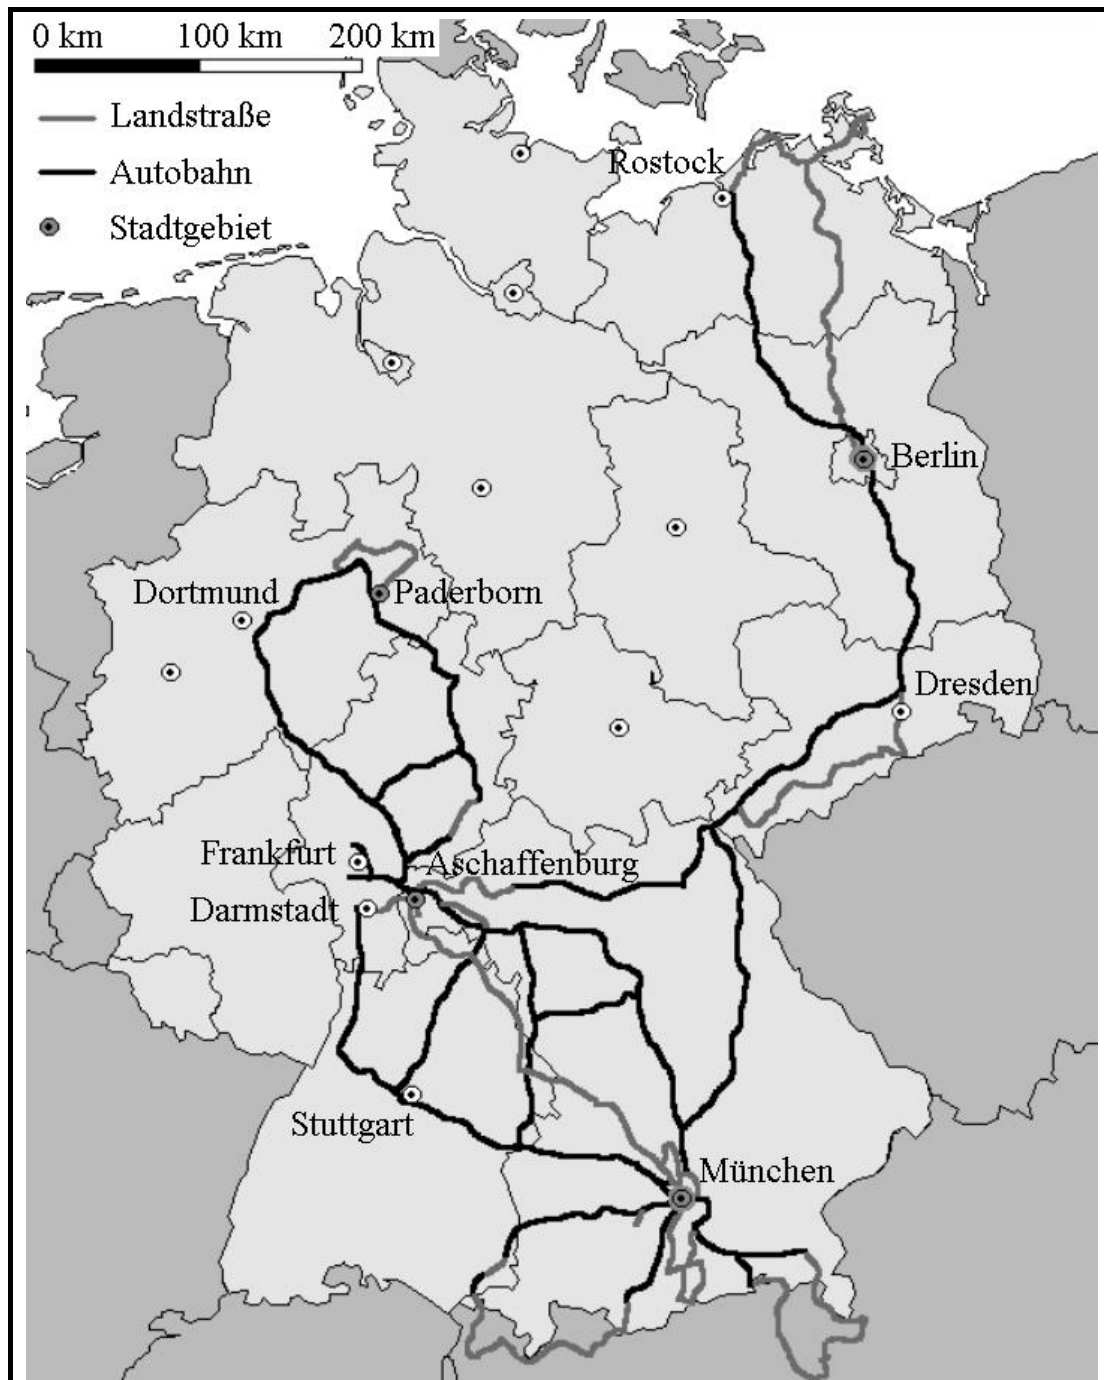 0 km 100 km 200 km
Landstraße
Autobahn
Stadtgebiet
Rostock
Berlin
Dortmund
Paderborn
Dresden
Frankfurt
Aschaffenburg
Darmstadt
Stuttgart
München